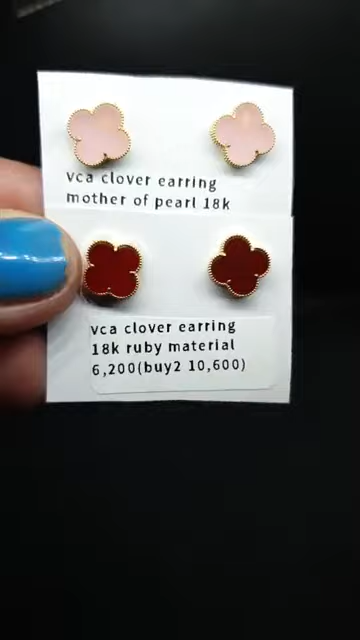 vca clover earring
mother of pearl 18k
vca clover earring
18k ruby material
6,200(buy2 10,600)